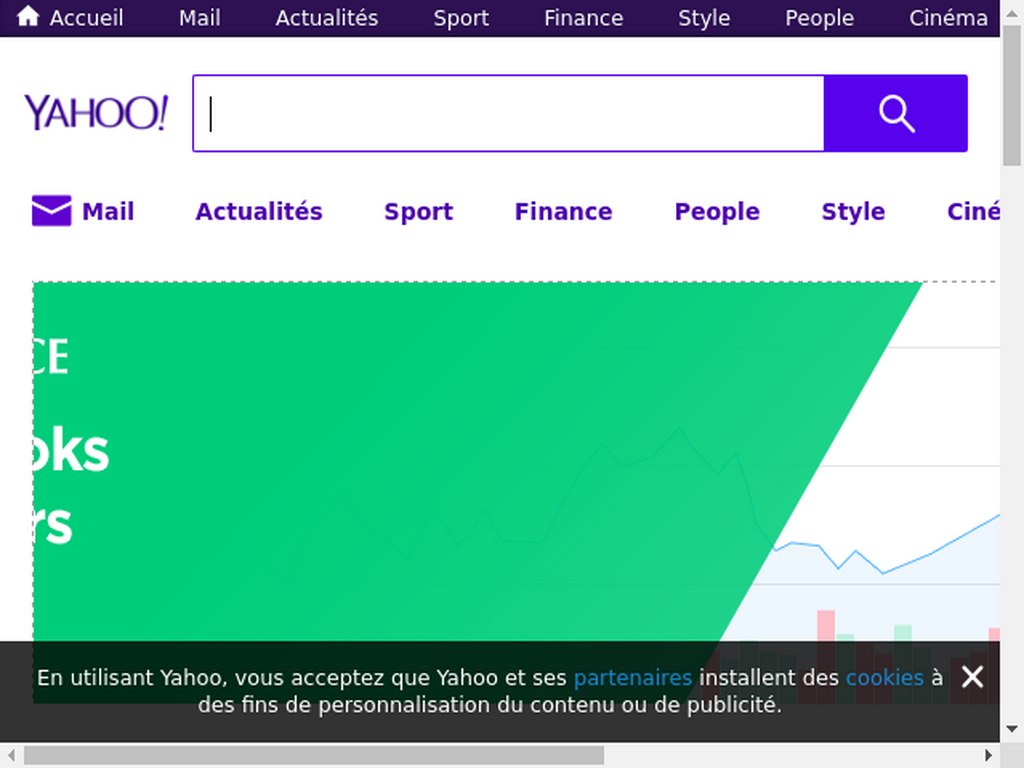 Accueil Mail Actualités Sport Finance Style People Cinéma
YAHOO!
Mail Actualités Sport Finance People Style Ciné
CE
oks
rs
En utilisant Yahoo, vous acceptez que Yahoo et ses partenaires installent des cookies à
des fins de personnalisation du contenu ou de publicité.